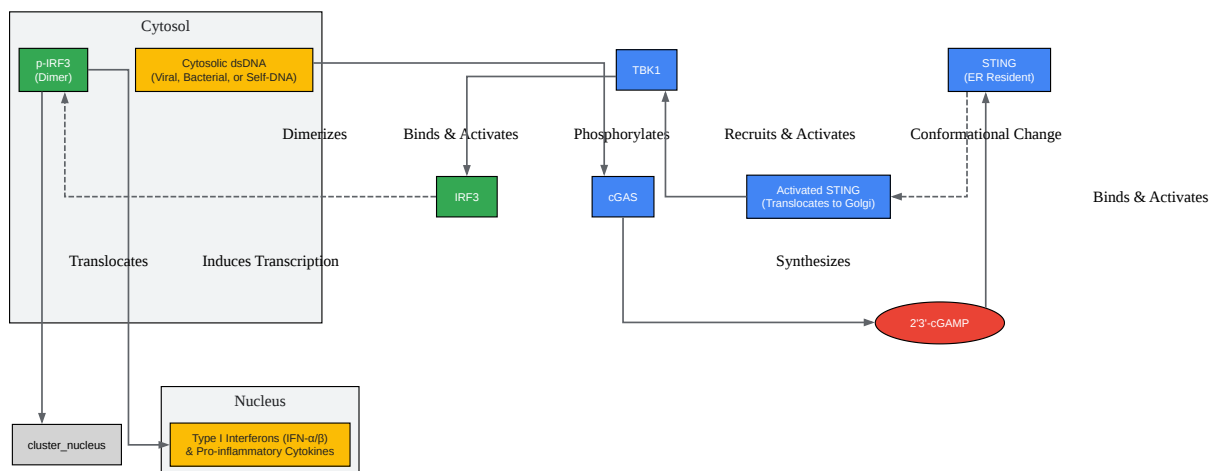 Cytosol
p-IRF3
(Dimer)
Cytosolic dsDNA
(Viral, Bacterial, or Self-DNA)
TBK1
STING
(ER Resident)
Dimerizes
Binds & Activates
Phosphorylates
Recruits & Activates
Conformational Change
IRF3
cGAS
Activated STING
(Translocates to Golgi)
Binds & Activates
Translocates
Induces Transcription
Synthesizes
2'3'-cGAMP
Nucleus
cluster_nucleus
Type I Interferons (IFN-α/β)
& Pro-inflammatory Cytokines